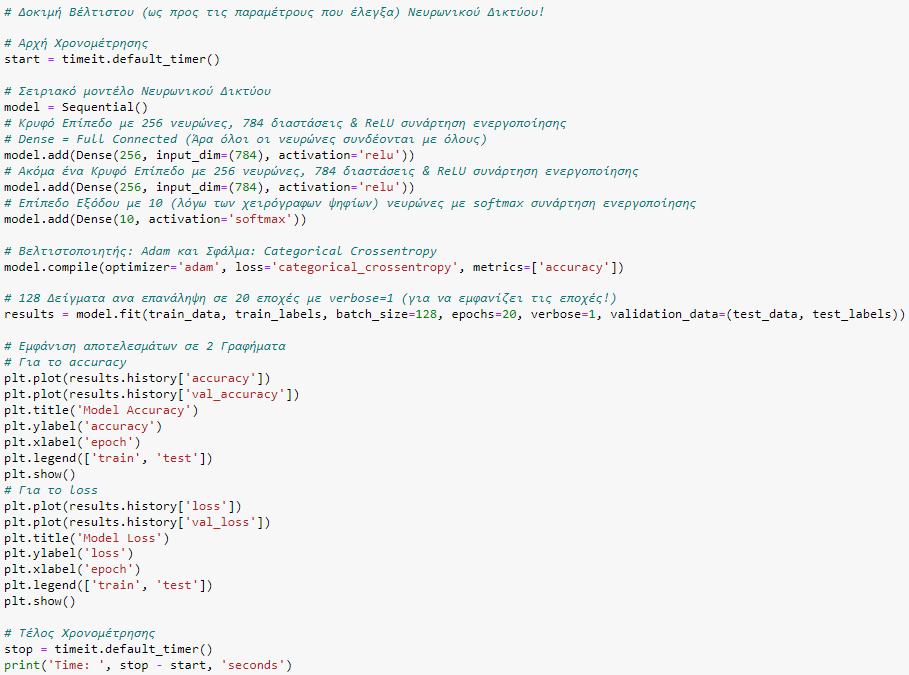 # Δοκιμή Βέλτιστου (ως προς τις παραμέτρους που έλεγξα) Νευρωνικού Δικτύου!
# Αρχή Χρονομέτρησης
start = timeit.default_timer()
# Σειριακό μοντέλο Νευρωνικού Δικτύου
model = Sequential()
# Κρυφό Επίπεδο με 256 νευρώνες, 784 διαστάσεις & ReLU συνάρτηση ενεργοποίησης
# Dense = Full Connected (Άρα όλοι οι νευρώνες συνδέονται με όλους)
model.add(Dense(256, input_dim=(784), activation='relu'))
# Ακόμα ένα Κρυφό Επίπεδο με 256 νευρώνες, 784 διαστάσεις & ReLU συνάρτηση ενεργοποίησης
model.add(Dense(256, input_dim=(784), activation='relu'))
# Επίπεδο Εξόδου με 10 (λόγω των χειρόγραφων ψηφίων) νευρώνες με softmax συνάρτηση ενεργοποίησης
model.add(Dense(10, activation='softmax'))
# Βελτιστοποιητής: Adam και Σφάλμα: Categorical Crossentropy
model.compile(optimizer='adam', loss='categorical_crossentropy', metrics=['accuracy'])
# 128 Δείγματα ανα επανάληψη σε 20 εποχές με verbose=1 (για να εμφανίζει τις εποχές!)
results = model.fit(train_data, train_labels, batch_size=128, epochs=20, verbose=1, validation_data=(test_data, test_labels))
# Εμφάνιση αποτελεσμάτων σε 2 Γραφήματα
# Για το accuracy
plt.plot(results.history['accuracy'])
plt.plot(results.history['val_accuracy'])
plt.title('Model Accuracy')
plt.ylabel('accuracy')
plt.xlabel('epoch')
plt.legend(['train', 'test'])
plt.show()
# Για το loss
plt.plot(results.history['loss'])
plt.plot(results.history['val_loss'])
plt.title('Model Loss')
plt.ylabel('loss')
plt.xlabel('epoch')
plt.legend(['train', 'test'])
plt.show()
# Τέλος Χρονομέτρησης
stop = timeit.default_timer()
print('Time: ', stop - start, 'seconds')